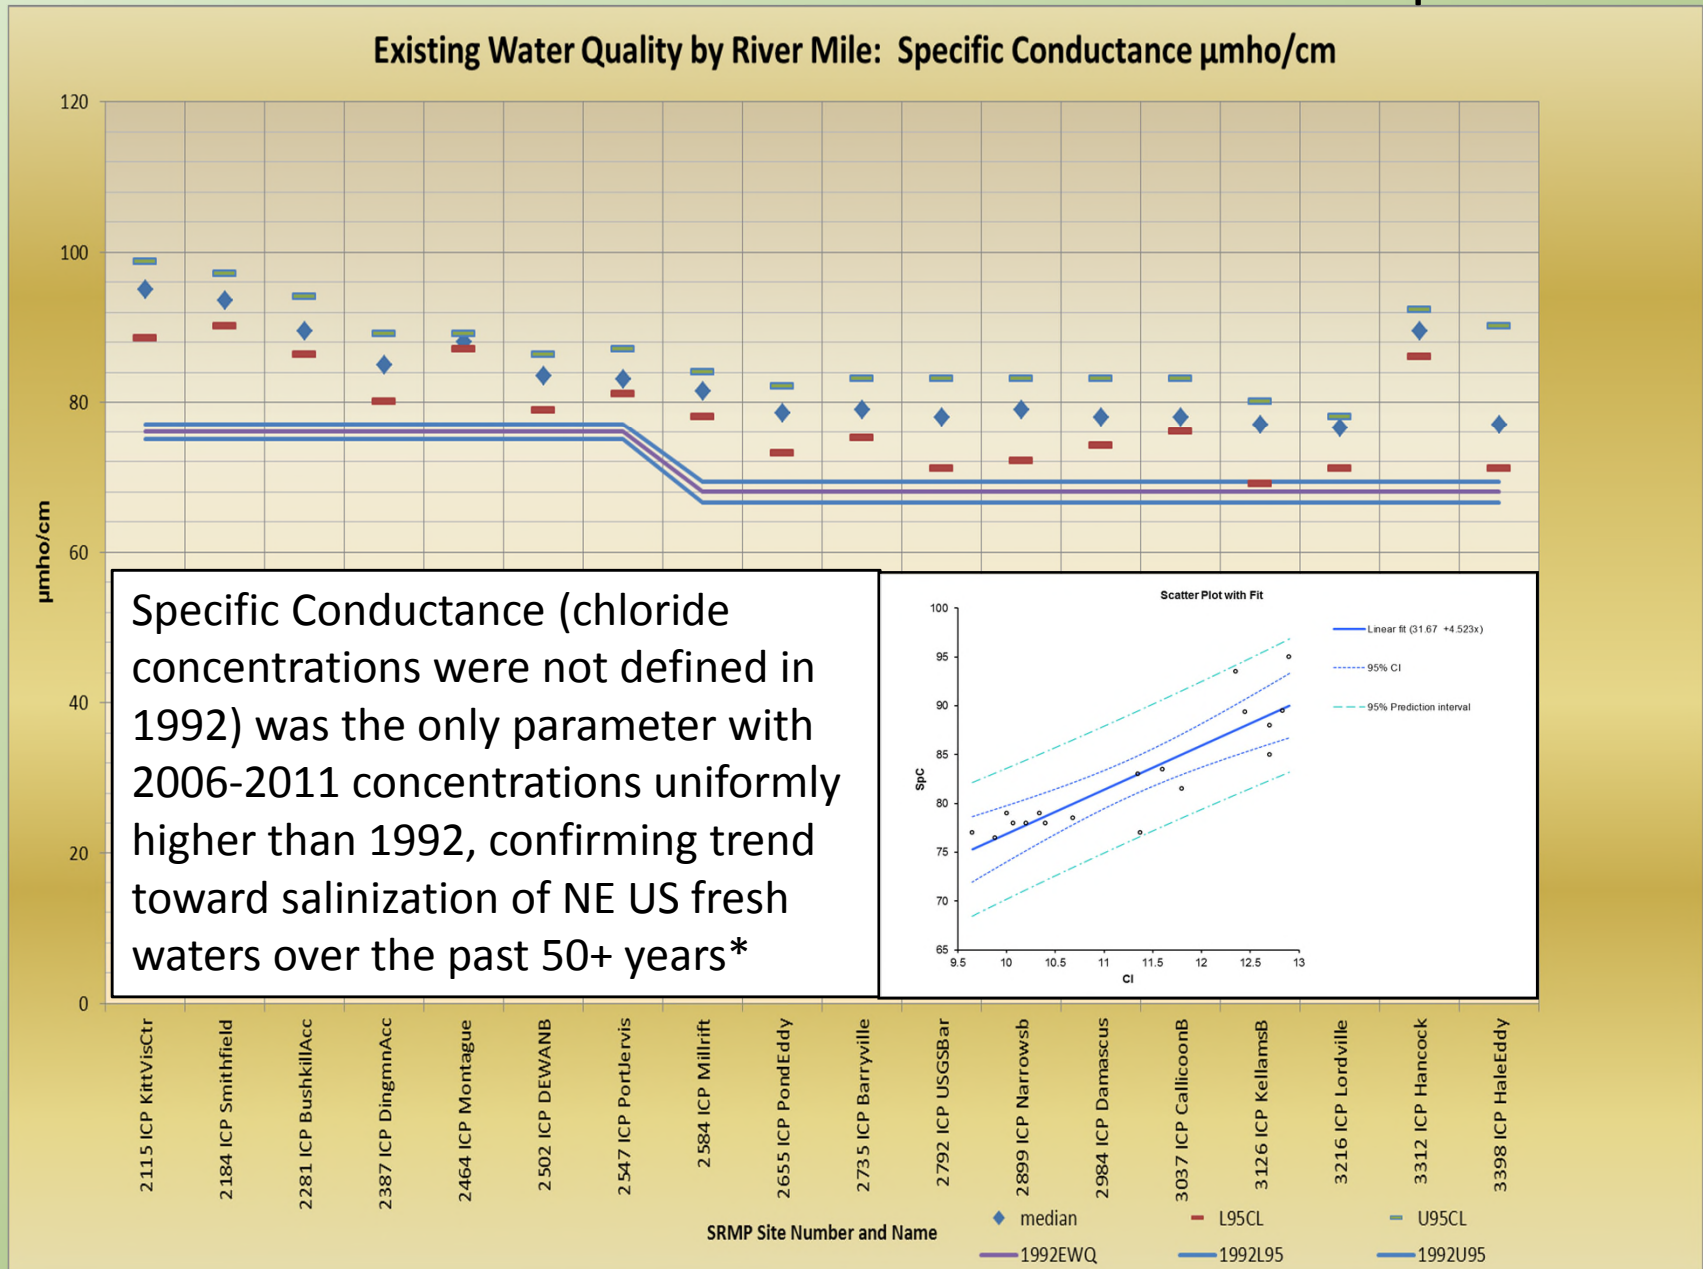 Existing Water Quality by River Mile:  Specific Conductance µmho/cm
120
100
80
60
40
20
0
µmho/cm
Specific Conductance (chloride
concentrations were not defined in
1992) was the only parameter with
2006-2011 concentrations uniformly
higher than 1992, confirming trend
toward salinization of NE US fresh
waters over the past 50+ years*
Scatter Plot with Fit
100
95
90
85
80
75
70
65
SpC
9.5 10 10.5 11 11.5 12 12.5 13
Cl
Linear fit (31.67 +4.523x)
95% CI
95% Prediction interval
2115 ICP KittVisCtr
2184 ICP Smithfield
2281 ICP BushkillAcc
2387 ICP DingmnAcc
2464 ICP Montague
2502 ICP DEWANB
2547 ICP PortJervis
2584 ICP Millrift
2655 ICP PondEddy
2735 ICP Barryville
2792 ICP USGSBar
2899 ICP Narrowsb
2984 ICP Damascus
3037 ICP CallicoonB
3126 ICP KellamsB
3216 ICP Lordville
3312 ICP Hancock
3398 ICP HaleEddy
SRMP Site Number and Name
median L95CL U95CL
1992EWQ 1992L95 1992U95